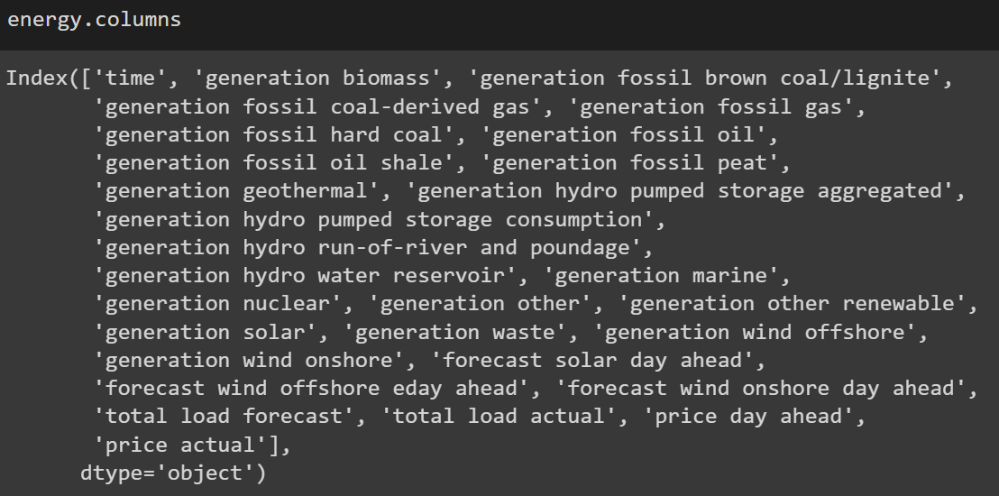 energy.columns
Index(['time', 'generation biomass', 'generation fossil brown coal/lignite',
'generation fossil coal-derived gas', 'generation fossil gas',
'generation fossil hard coal', 'generation fossil oil',
'generation fossil oil shale', 'generation fossil peat',
'generation geothermal', 'generation hydro pumped storage aggregated',
'generation hydro pumped storage consumption',
'generation hydro run-of-river and poundage',
'generation hydro water reservoir', 'generation marine',
'generation nuclear', 'generation other', 'generation other renewable',
'generation solar', 'generation waste', 'generation wind offshore',
'generation wind onshore', 'forecast solar day ahead',
'forecast wind offshore eday ahead', 'forecast wind onshore day ahead',
'total load forecast', 'total load actual', 'price day ahead',
'price actual'],
dtype='object')